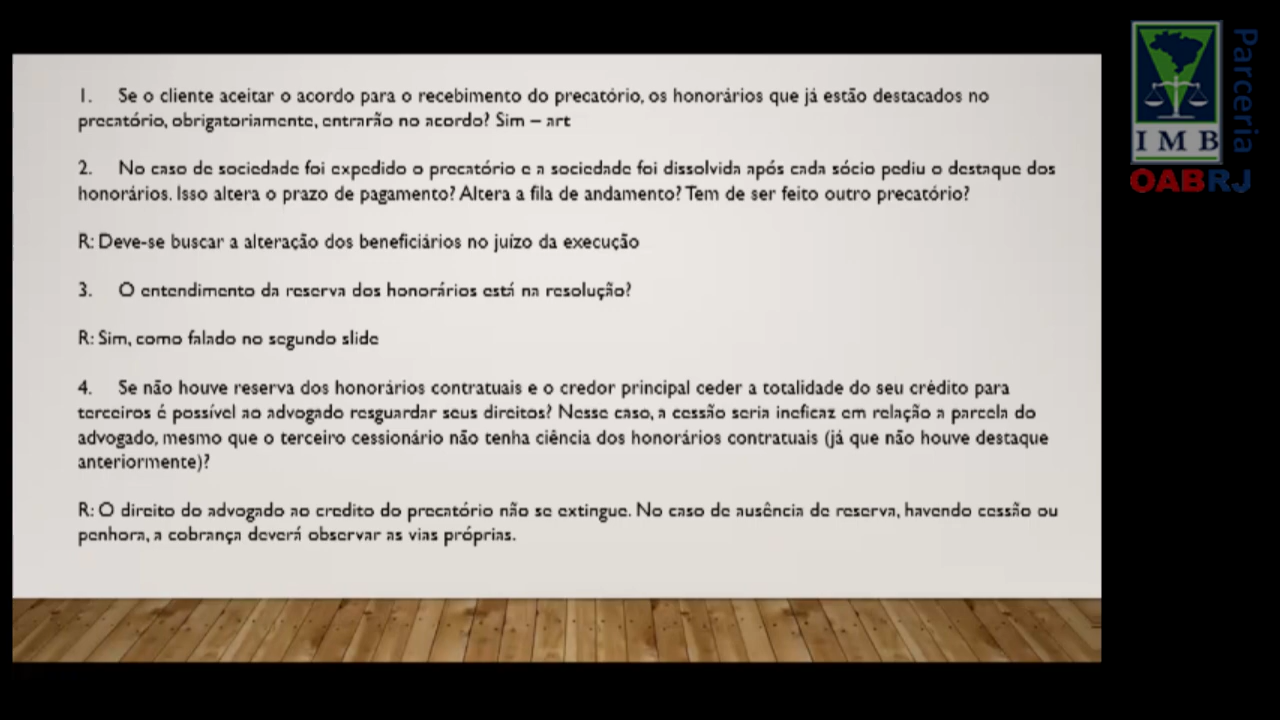 1. Se o cliente aceitar o acordo para o recebimento do precatório, os honorários que já estão destacados no
precatório, obrigatoriamente, entrarão no acordo? Sim – art
2. No caso de sociedade foi expedido o precatório e a sociedade foi dissolvida após cada sócio pediu o destaque dos
honorários. Isso altera o prazo de pagamento? Altera a fila de andamento? Tem de ser feito outro precatório?
R: Deve-se buscar a alteração dos beneficiários no juízo da execução
3. O entendimento da reserva dos honorários está na resolução?
R: Sim, como falado no segundo slide
4. Se não houve reserva dos honorários contratuais e o credor principal ceder a totalidade do seu crédito para
terceiros é possível ao advogado resguardar seus direitos? Nesse caso, a cessão seria ineficaz em relação a parcela do
advogado, mesmo que o terceiro cessionário não tenha ciência dos honorários contratuais (já que não houve destaque
anteriormente)?
R: O direito do advogado ao credito do precatório não se extingue. No caso de ausência de reserva, havendo cessão ou
penhora, a cobrança deverá observar as vias próprias.
IMB
OABRJ
Parceria